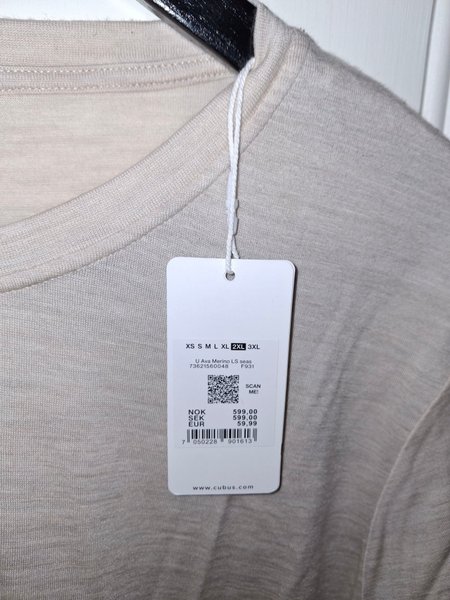 XS S M L XL 2XL 3XL
U Ava Merino LS seas
73621560048 F931
SCAN
ME!
NOK 599,00
SEK 599,00
EUR 59,99
7 050228 901613
www.cubus.com